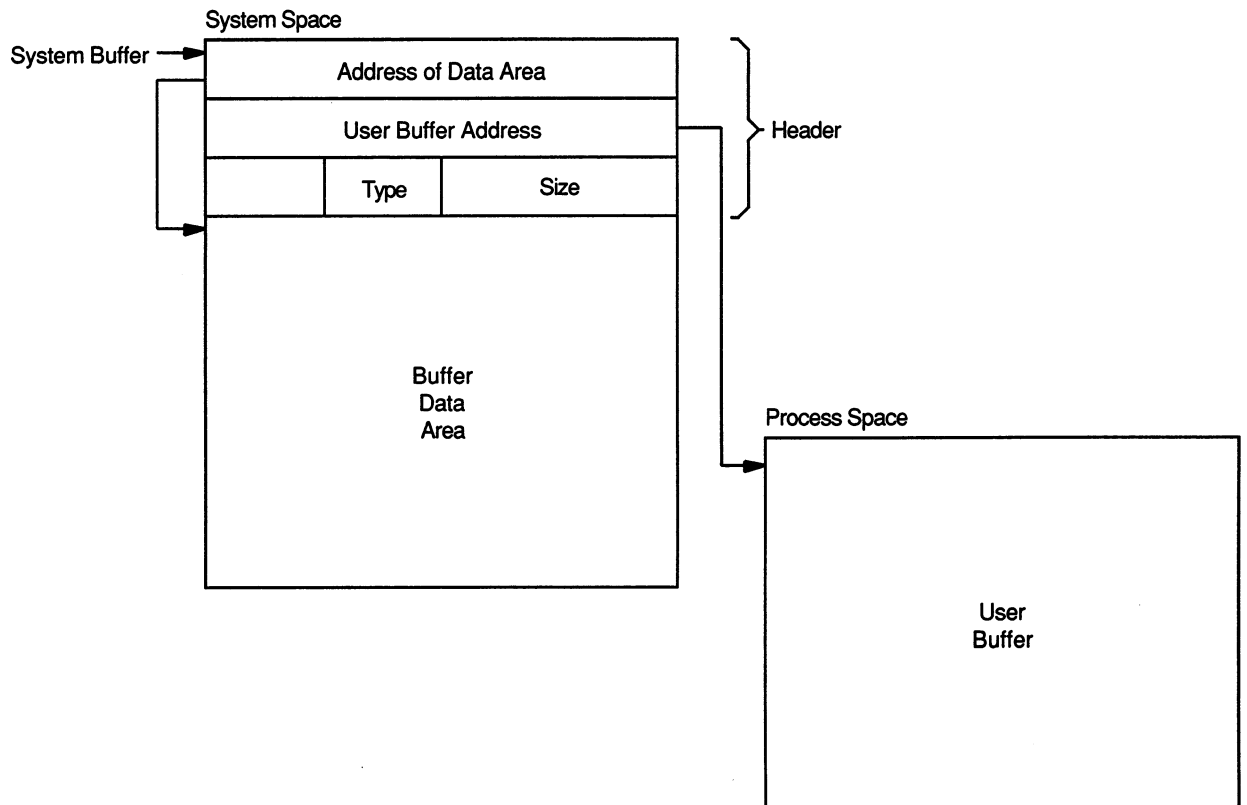 System Space
System Buffer
Address of Data Area
User Buffer Address
Header
Type
Size
Buffer
Data
Area
Process Space
User
Buffer